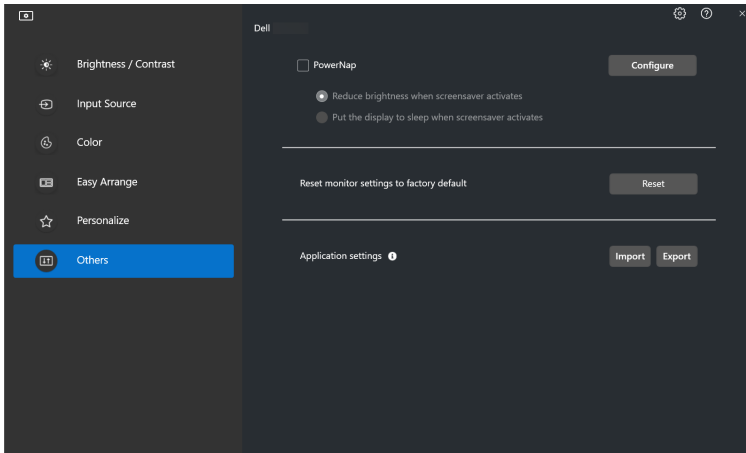 Dell
Brightness / Contrast
Input Source
Color
Easy Arrange
Personalize
Others
PowerNap
Configure
Reduce brightness when screensaver activates
Put the display to sleep when screensaver activates
Reset monitor settings to factory default
Reset
Application settings
Import
Export